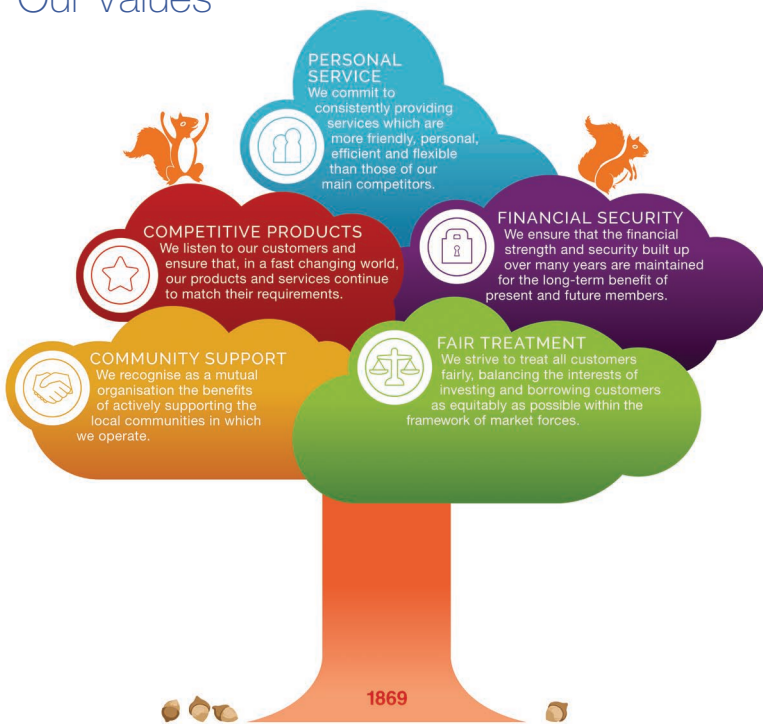 Our Values
PERSONAL
SERVICE
We commit to
consistently providing
services which are
more friendly, personal,
efficient and flexible
than those of our
main competitors.
COMPETITIVE PRODUCTS
We listen to our customers and
ensure that, in a fast changing world,
our products and services continue
to match their requirements.
FINANCIAL SECURITY
We ensure that the financial
strength and security built up
over many years are maintained
for the long-term benefit of
present and future members.
COMMUNITY SUPPORT
We recognise as a mutual
organisation the benefits
of actively supporting the
local communities in which
we operate.
FAIR TREATMENT
We strive to treat all customers
fairly, balancing the interests of
investing and borrowing customers
as equitably as possible within the
framework of market forces.
1869